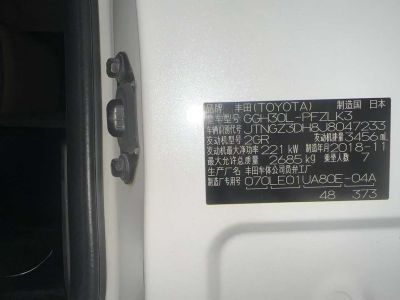 品牌 丰田(TOYOTA) 制造国 日本
整车型号 GGH30L-PFZLK3
车辆识别代号 JTNGZ3DH8J8047233
发动机型号 2GR 发动机排量 3456 mL
发动机最大净功率 221 kW 制造年月 2018-11
最大允许总质量 2685 kg 乘坐人数 7
生产厂名 丰田车体公司员弁工厂
制造厂专用号 070LE01UA80E-04A
48 373